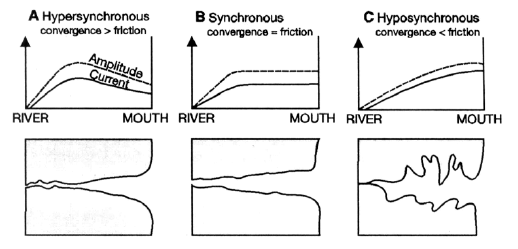 A Hypersynchronous
convergence > friction
Amplitude
Current
RIVER MOUTH
B Synchronous
convergence = friction
RIVER MOUTH
C Hyposynchronous
convergence < friction
RIVER MOUTH